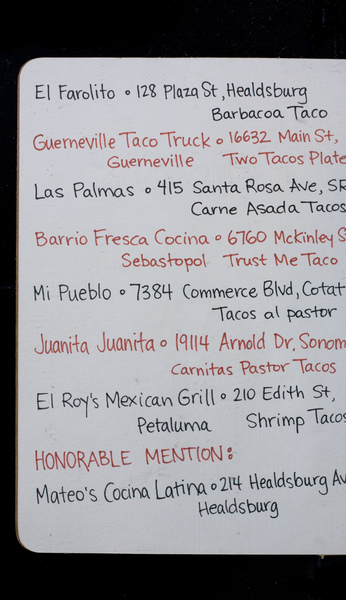 El Farolito o 128 Plaza St, Healdsburg
Barbacoa Taco
Guerneville Taco Truck o 16632 Main St,
Guerneville Two Tacos Plate
Las Palmas o 415 Santa Rosa Ave, SR
Carne Asada Tacos
Barrio Fresca Cocina o 6760 McKinley S
Sebastopol Trust Me Taco
Mi Pueblo o 7384 Commerce Blvd, Cotat
Tacos al pastor
Juanita Juanita o 19114 Arnold Dr, Sonom
Carnitas Pastor Tacos
El Roy's Mexican Grill o 210 Edith St,
Petaluma Shrimp Tacos
HONORABLE MENTION:
Mateo's Cocina Latina o 214 Healdsburg Av
Healdsburg